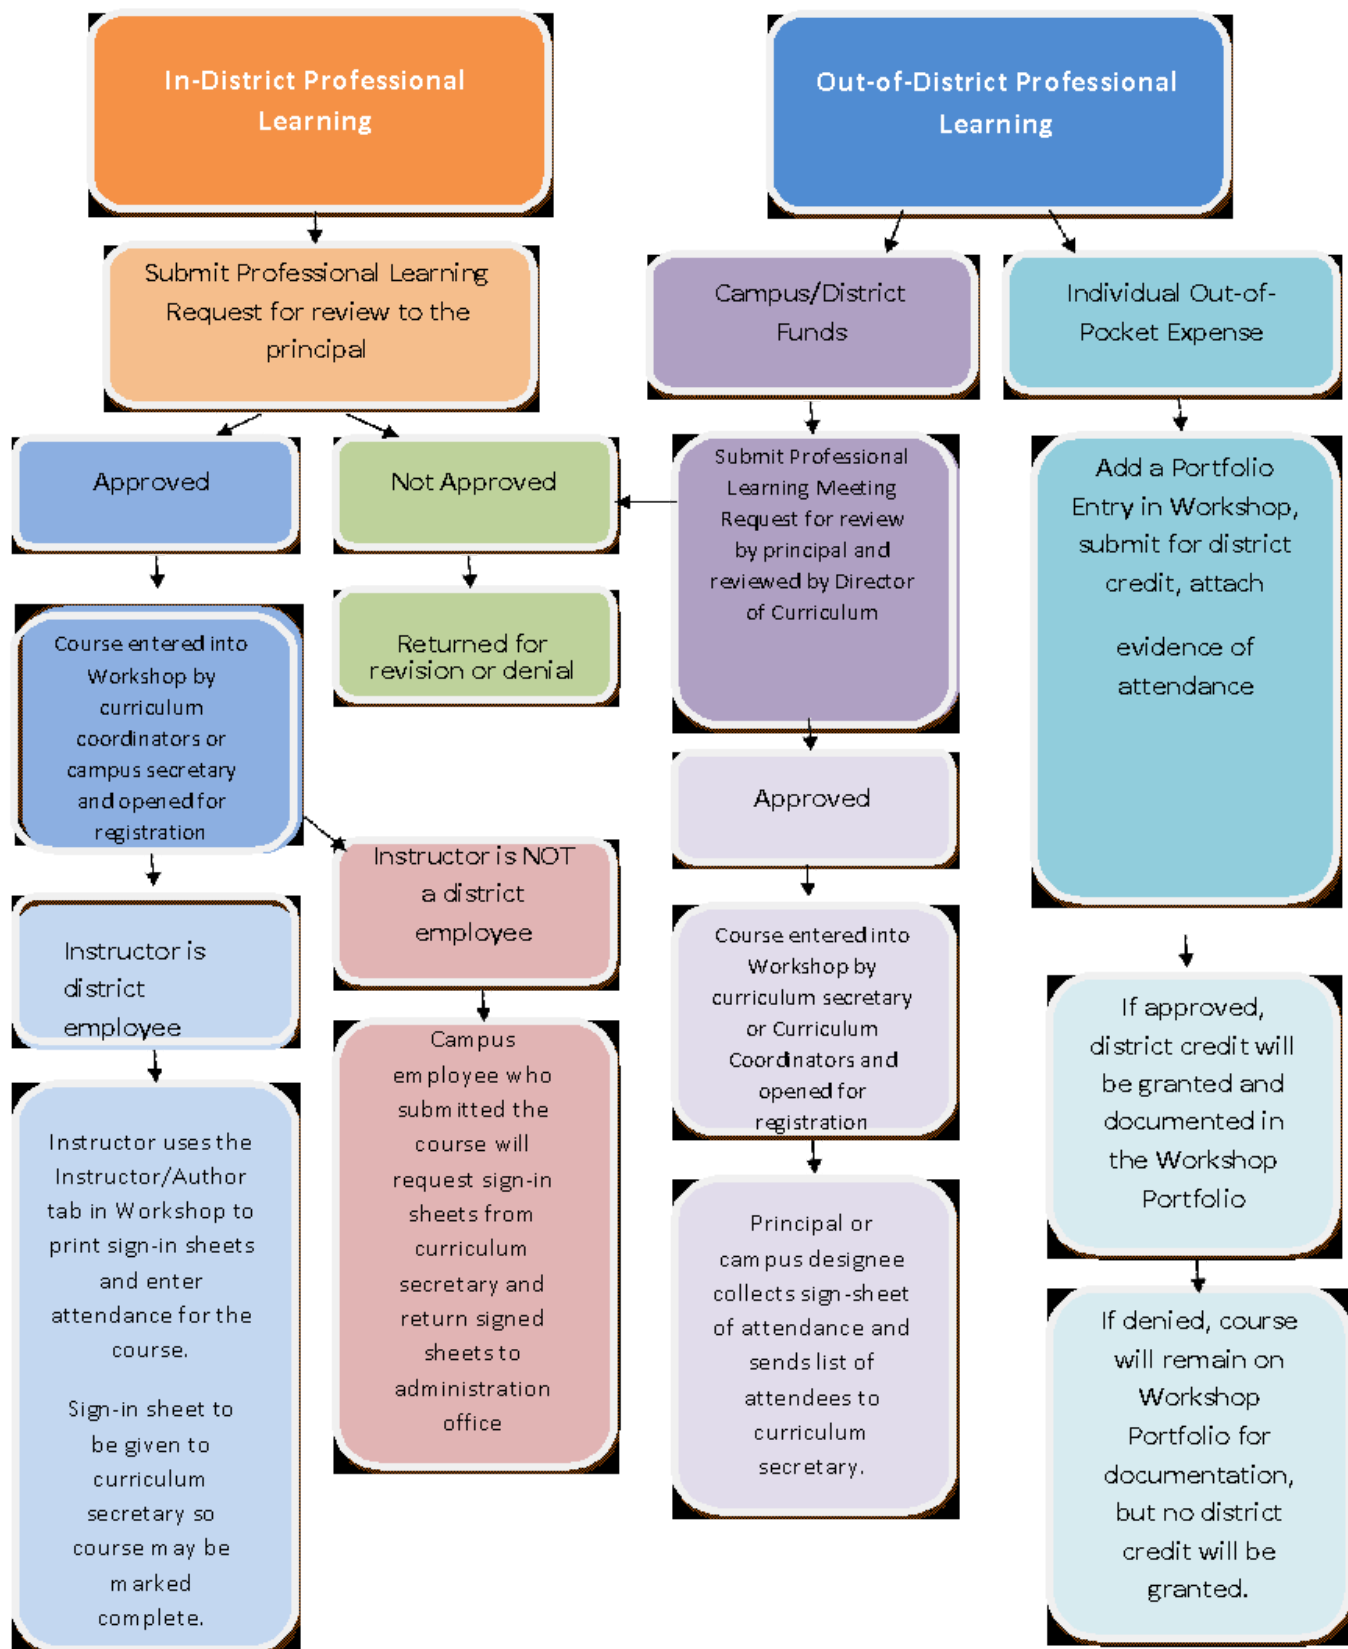 In-District Professional
Learning
Out-of-District Professional
Learning
Submit Professional Learning
Request for review to the
principal
Campus/District
Funds
Individual Out-of-
Pocket Expense
Approved
Not Approved
Submit Professional
Learning Meeting
Request for review
by principal and
reviewed by Director
of Curriculum
Add a Portfolio
Entry in Workshop,
submit for district
credit, attach
evidence of
attendance
Course entered into
Workshop by
curriculum
coordinators or
campus secretary
and opened for
registration
Returned for
revision or denial
Approved
Instructor is NOT
a district
employee
Instructor is
district
employee
Course entered into
Workshop by
curriculum secretary
or Curriculum
Coordinators and
opened for
registration
If approved,
district credit will
be granted and
documented in
the Workshop
Portfolio
Campus
employee who
submitted the
course will
request sign-in
sheets from
curriculum
secretary and
return signed
sheets to
administration
office
Instructor uses the
Instructor/Author
tab in Workshop to
print sign-in sheets
and enter
attendance for the
course.
Sign-in sheet to
be given to
curriculum
secretary so
course may be
marked
complete.
Principal or
campus designee
collects sign-sheet
of attendance and
sends list of
attendees to
curriculum
secretary.
If denied, course
will remain on
Workshop
Portfolio for
documentation,
but no district
credit will be
granted.